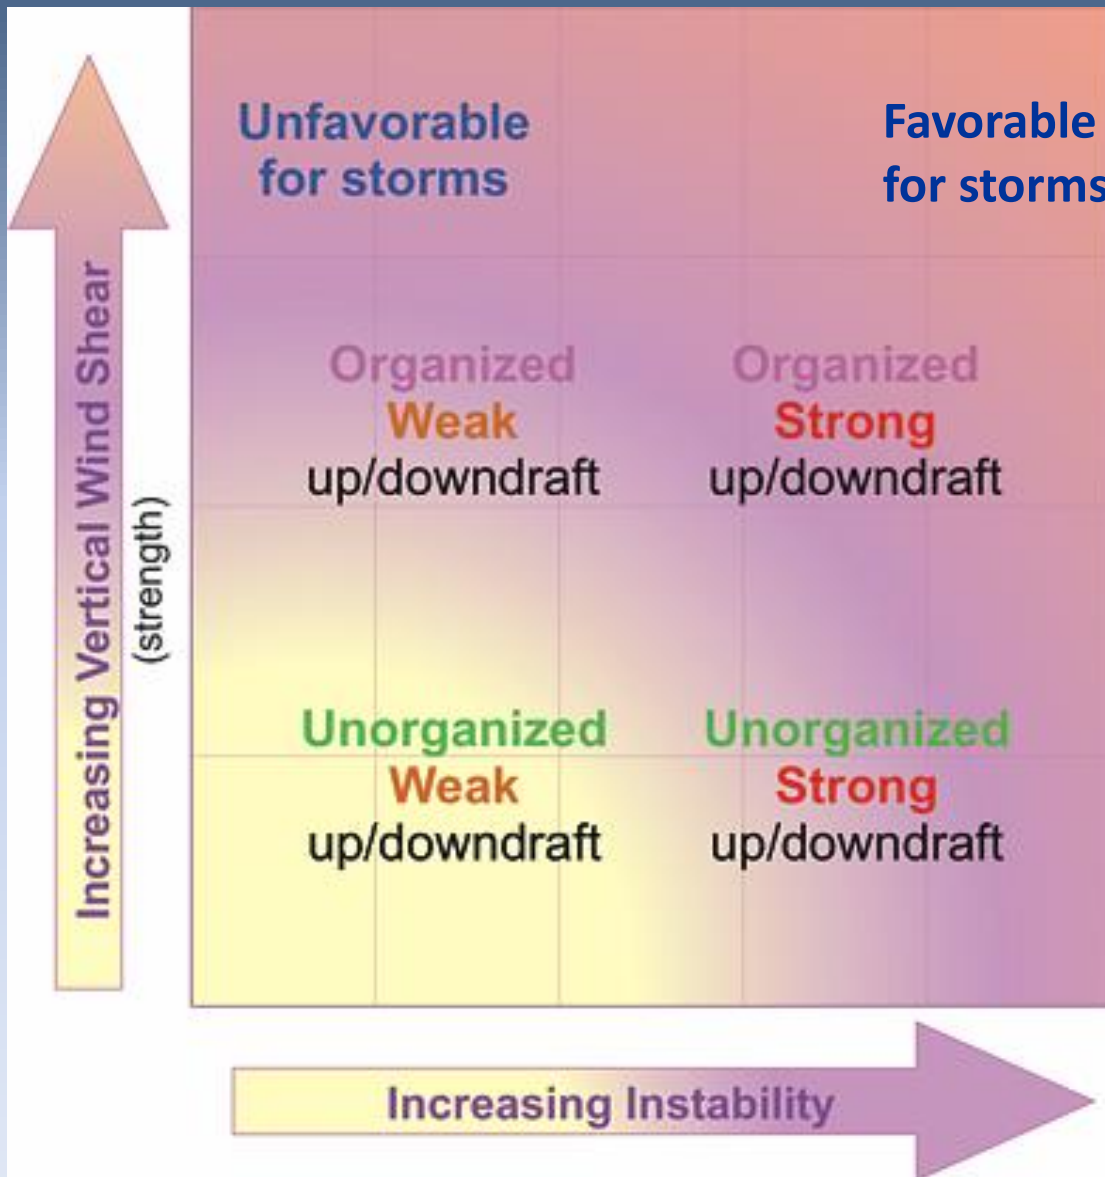 Increasing Vertical Wind Shear
(strength)
Unfavorable
for storms
Favorable
for storms
Organized
Weak
up/downdraft
Organized
Strong
up/downdraft
Unorganized
Weak
up/downdraft
Unorganized
Strong
up/downdraft
Increasing Instability